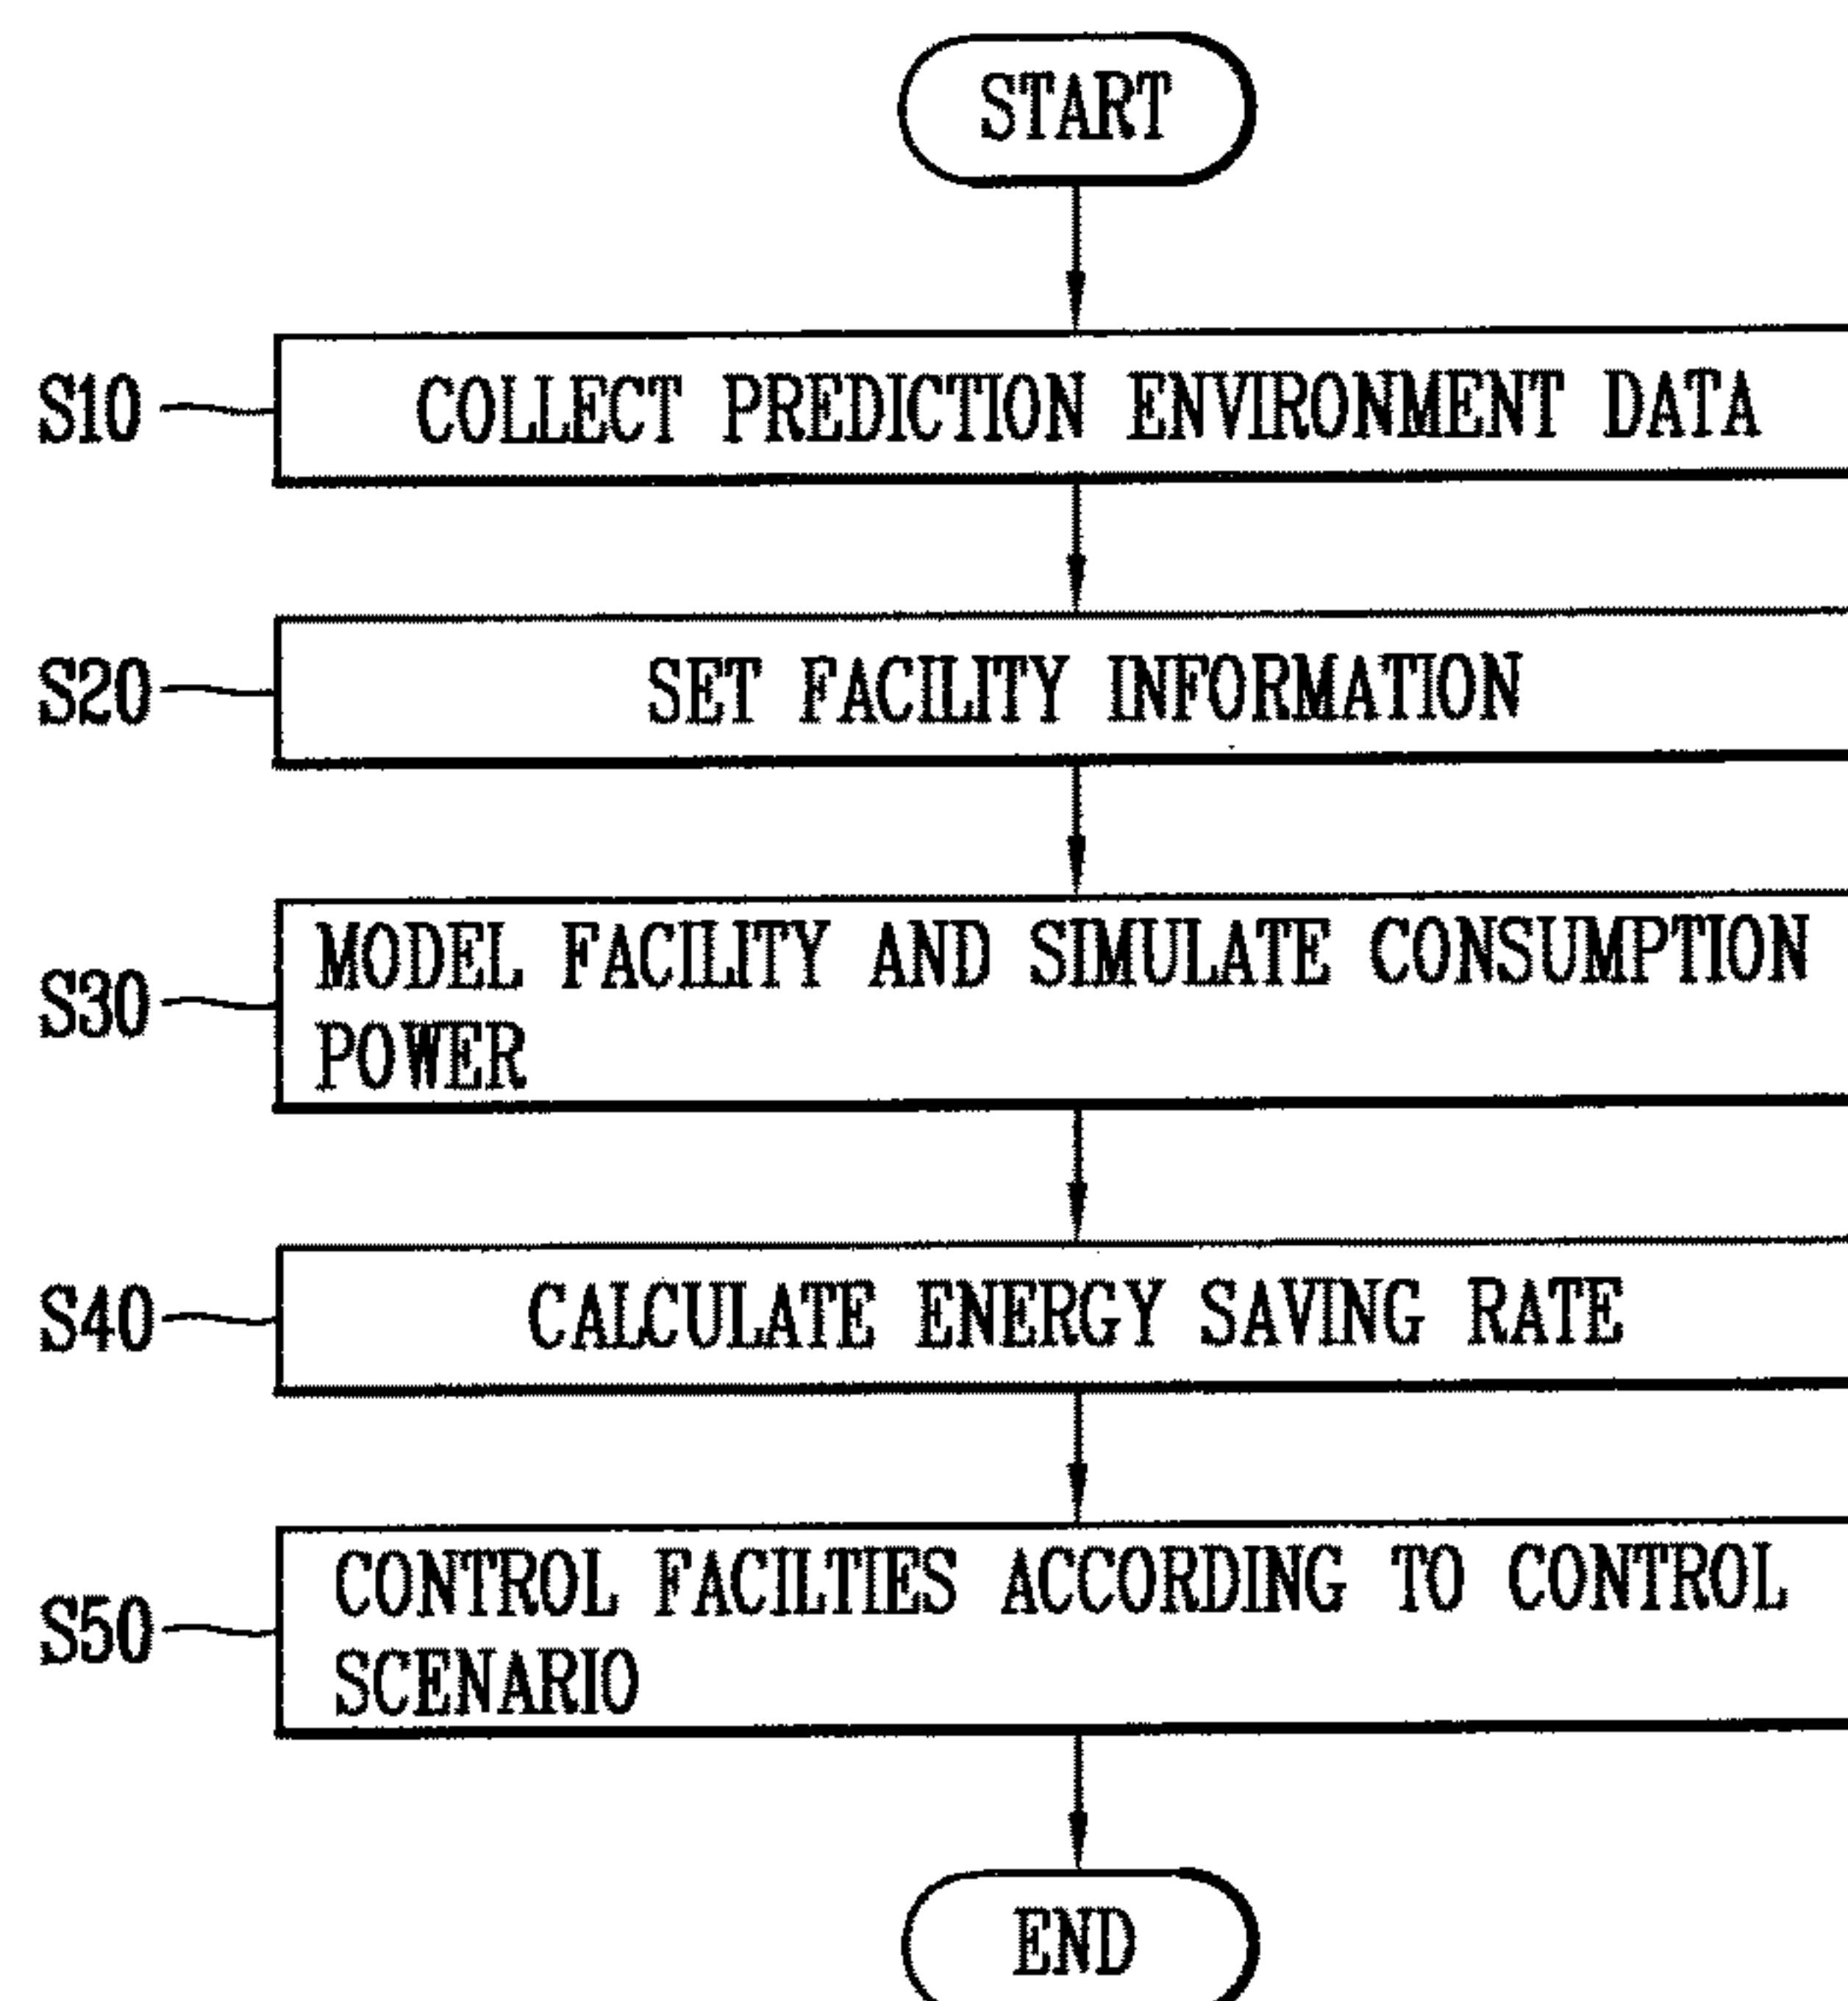 START
S10
COLLECT PREDICTION ENVIRONMENT DATA
S20
SET FACILITY INFORMATION
S30
MODEL FACILITY AND SIMULATE CONSUMPTION
POWER
S40
CALCULATE ENERGY SAVING RATE
S50
CONTROL FACILTIES ACCORDING TO CONTROL
SCENARIO
END